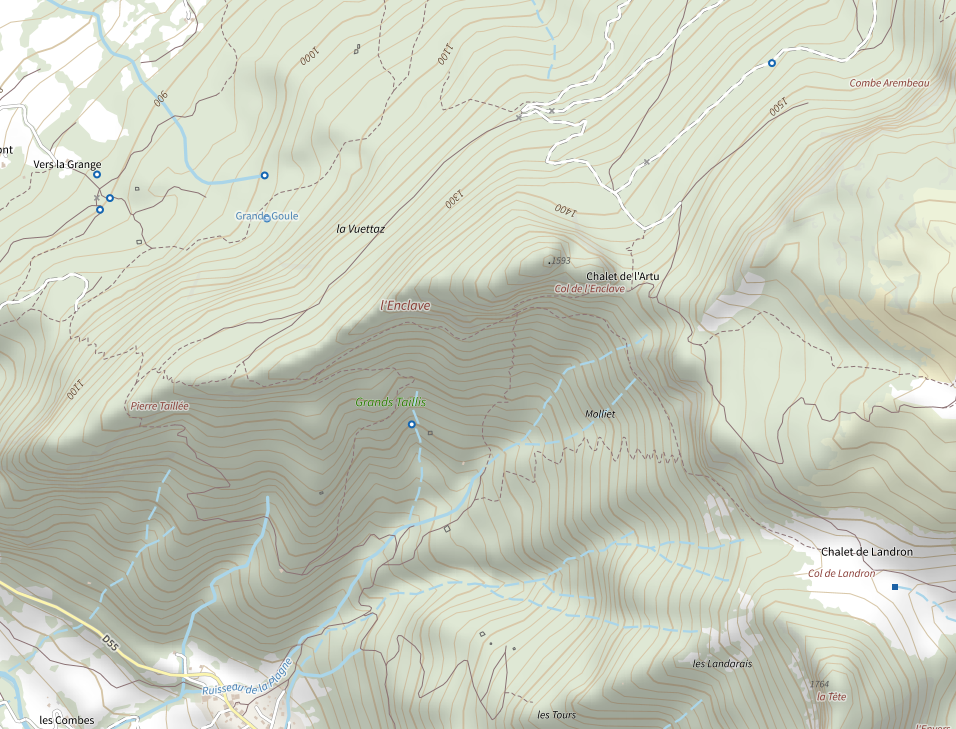 1000
1100
Combe Arembeau
900
1500
ont
Vers la Grange
1300
1400
Grande Goule
la Vuettaz
.1593
Chalet de l'Artu
Col de l'Enclave
l'Enclave
1100
Pierre Taillée
Grands Taillis
Molliet
Chalet de Landron
Col de Landron
D55
Ruisseau de la Plagne
les Landarais
1764
la Tête
les Combes
les Tours
l'Envers